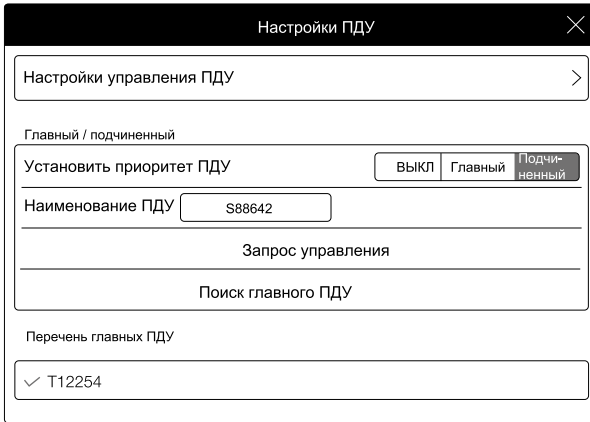 Настройки ПДУ
Настройки управления ПДУ
Главный / подчиненный
Установить приоритет ПДУ ВЫКЛ Главный Подчи-
ненный
Наименование ПДУ S88642
Запрос управления
Поиск главного ПДУ
Перечень главных ПДУ
T12254